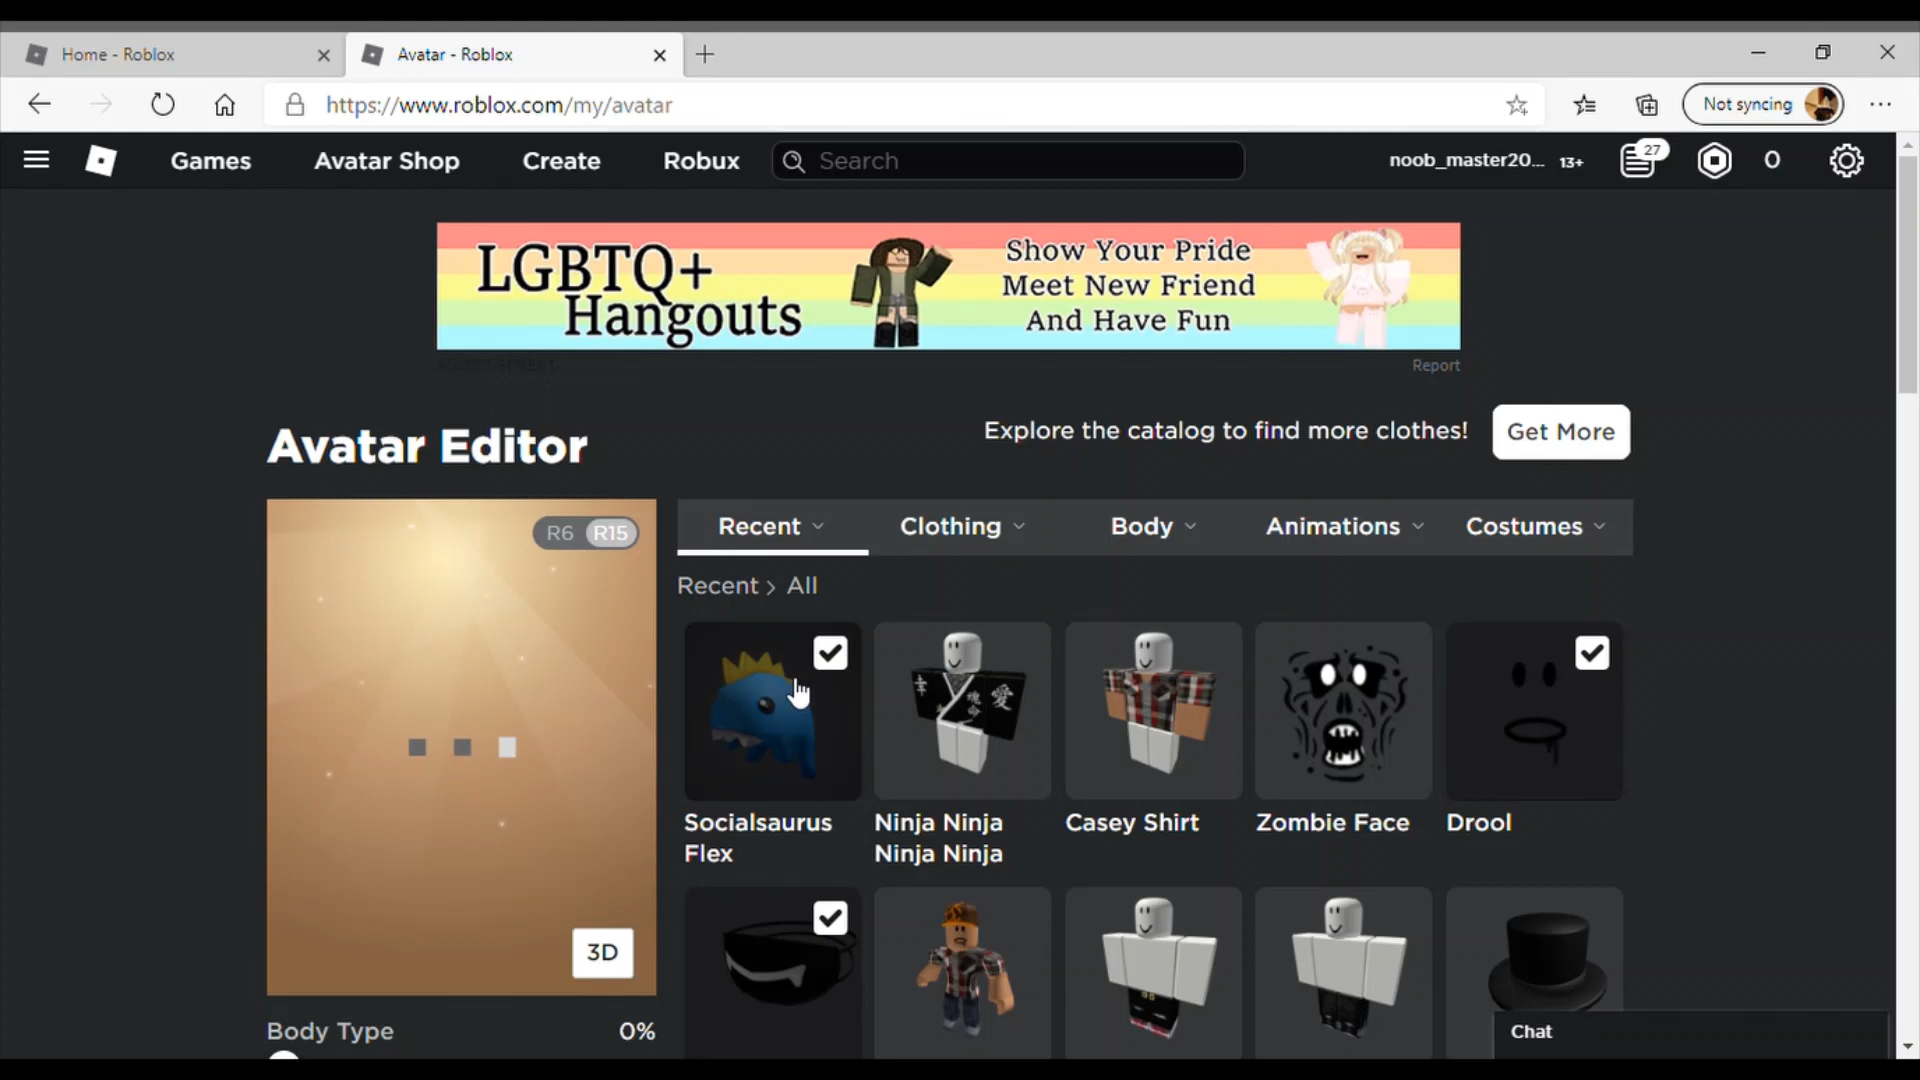 Home - Roblox
Avatar - Roblox
https://www.roblox.com/my/avatar
Not syncing
Games
Avatar Shop
Create
Robux
Search
noob_master20... 13+
27
0
LGBTQ+
Hangouts
Show Your Pride
Meet New Friend
And Have Fun
ADVERTISEMENT
Report
Avatar Editor
Explore the catalog to find more clothes!
Get More
R6 R15
Recent
Clothing
Body
Animations
Costumes
Recent > All
Socialsaurus
Flex
Ninja Ninja
Ninja Ninja
Casey Shirt
Zombie Face
Drool
3D
Body Type
0%
Chat